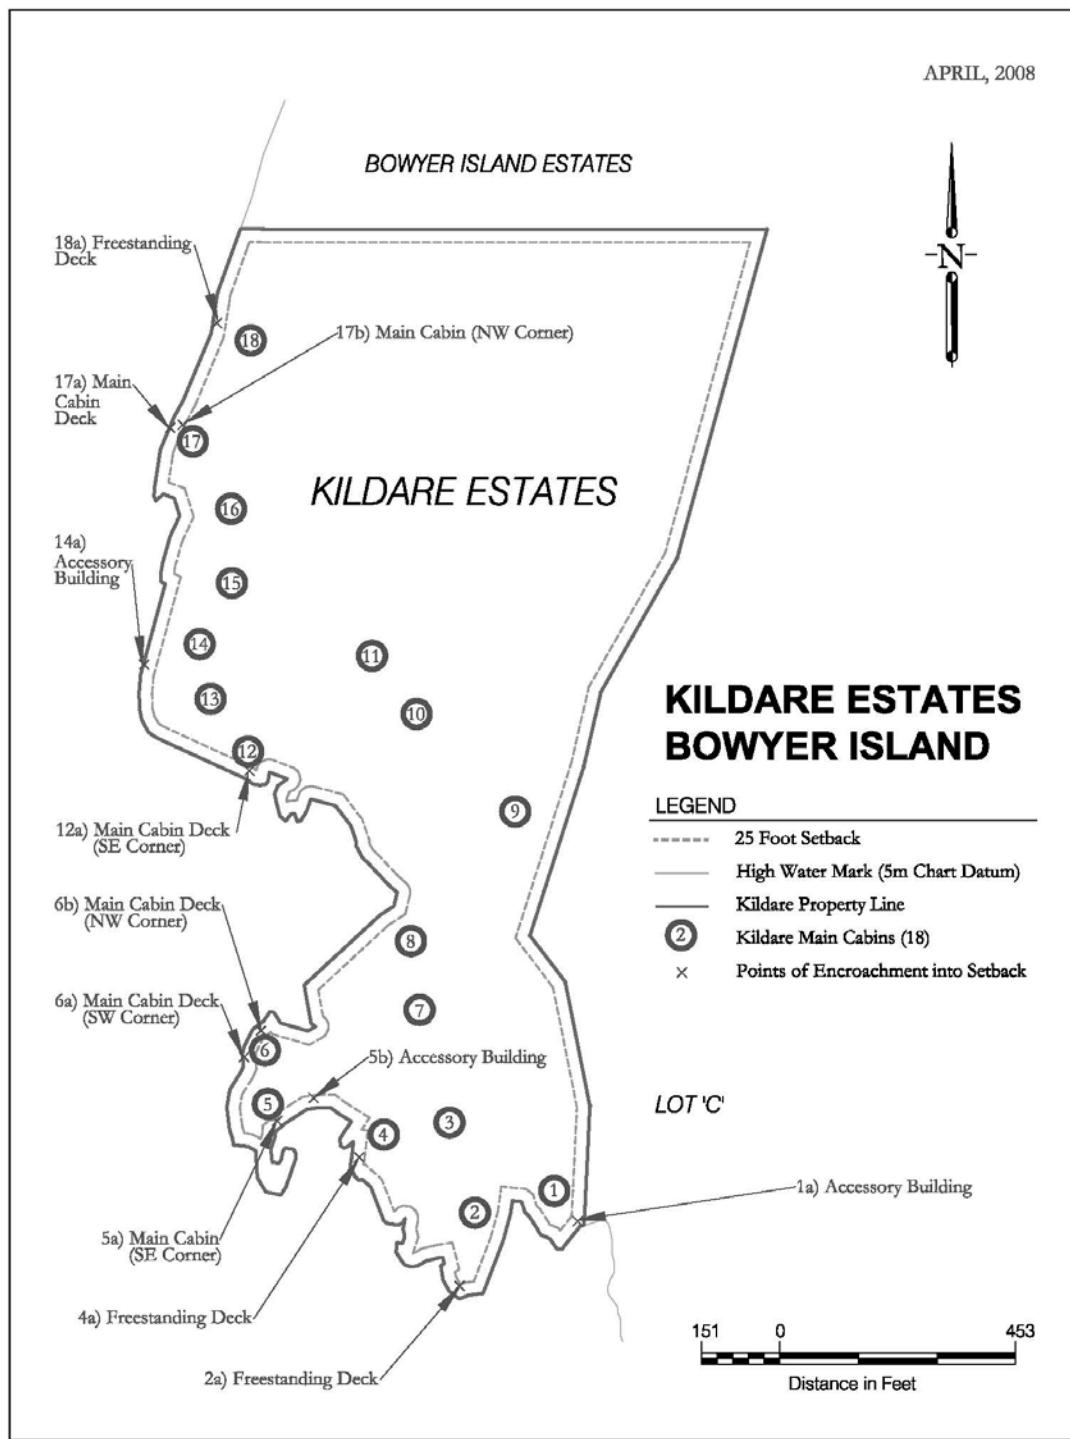 APRIL, 2008
BOWYER ISLAND ESTATES
N
18a) Freestanding
Deck
18
17b) Main Cabin (NW Corner)
17a) Main
Cabin
Deck
17
KILDARE ESTATES
16
14a)
Accessory
Building
15
14
11
13
10
KILDARE ESTATES
BOWYER ISLAND
12
9
LEGEND
12a) Main Cabin Deck
(SE Corner)
25 Foot Setback
High Water Mark (5m Chart Datum)
6b) Main Cabin Deck
(NW Corner)
Kildare Property Line
2
Kildare Main Cabins (18)
8
Points of Encroachment into Setback
6a) Main Cabin Deck
(SW Corner)
7
6
5b) Accessory Building
5
LOT 'C'
3
4
1
1a) Accessory Building
2
5a) Main Cabin
(SE Corner)
4a) Freestanding Deck
2a) Freestanding Deck
151 0 453
Distance in Feet